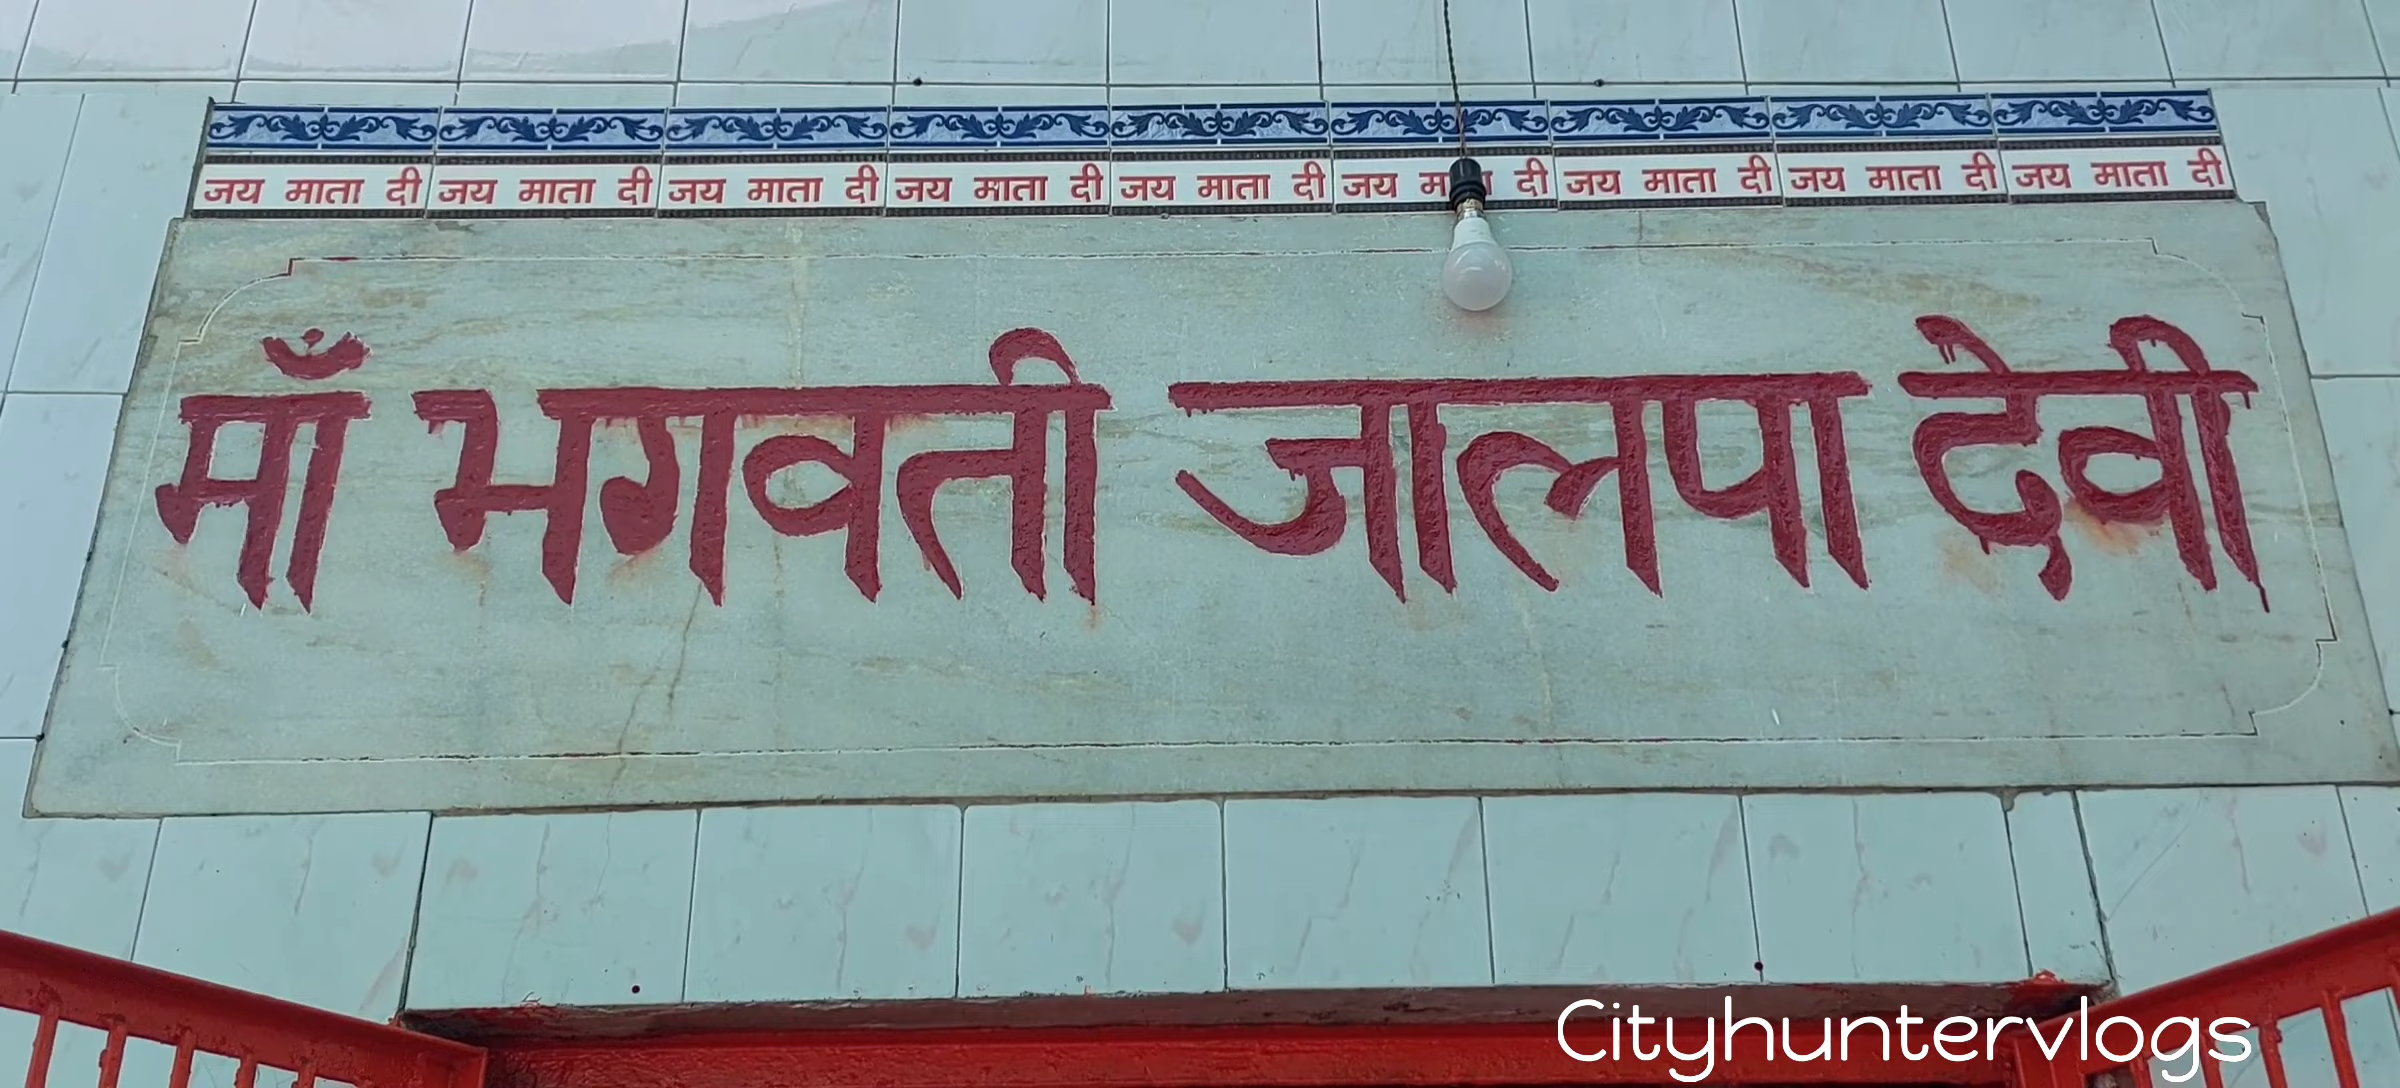 जय माता दी जय माता दी जय माता दी जय माता दी जय माता दी जय माता दी जय माता दी जय माता दी जय माता दी
माँ भगवती जालपा देवी
Cityhuntervlogs